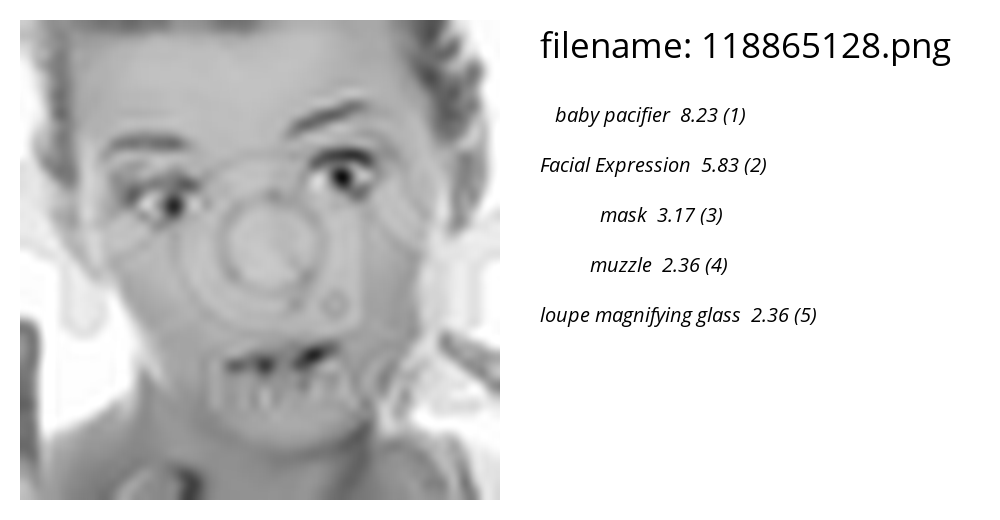 filename: 118865128.png
baby pacifier 8.23 (1)
Facial Expression 5.83 (2)
mask 3.17 (3)
muzzle 2.36 (4)
loupe magnifying glass 2.36 (5)